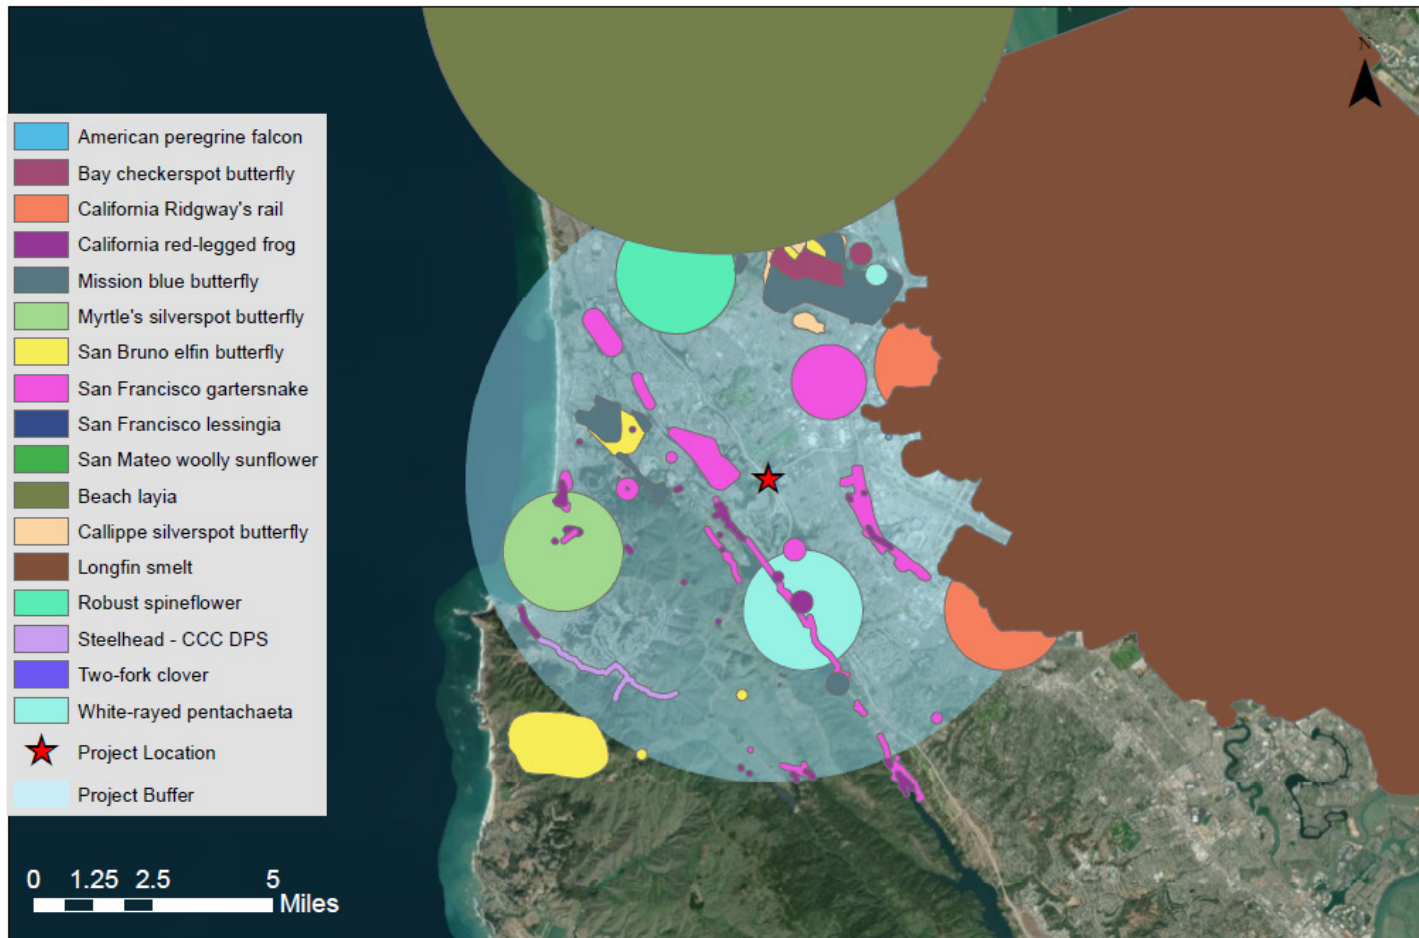 N
American peregrine falcon
Bay checkerspot butterfly
California Ridgway's rail
California red-legged frog
Mission blue butterfly
Myrtle's silverspot butterfly
San Bruno elfin butterfly
San Francisco gartersnake
San Francisco lessingia
San Mateo woolly sunflower
Beach layia
Callippe silverspot butterfly
Longfin smelt
Robust spineflower
Steelhead - CCC DPS
Two-fork clover
White-rayed pentachaeta
Project Location
Project Buffer
0 1.25 2.5 5
Miles